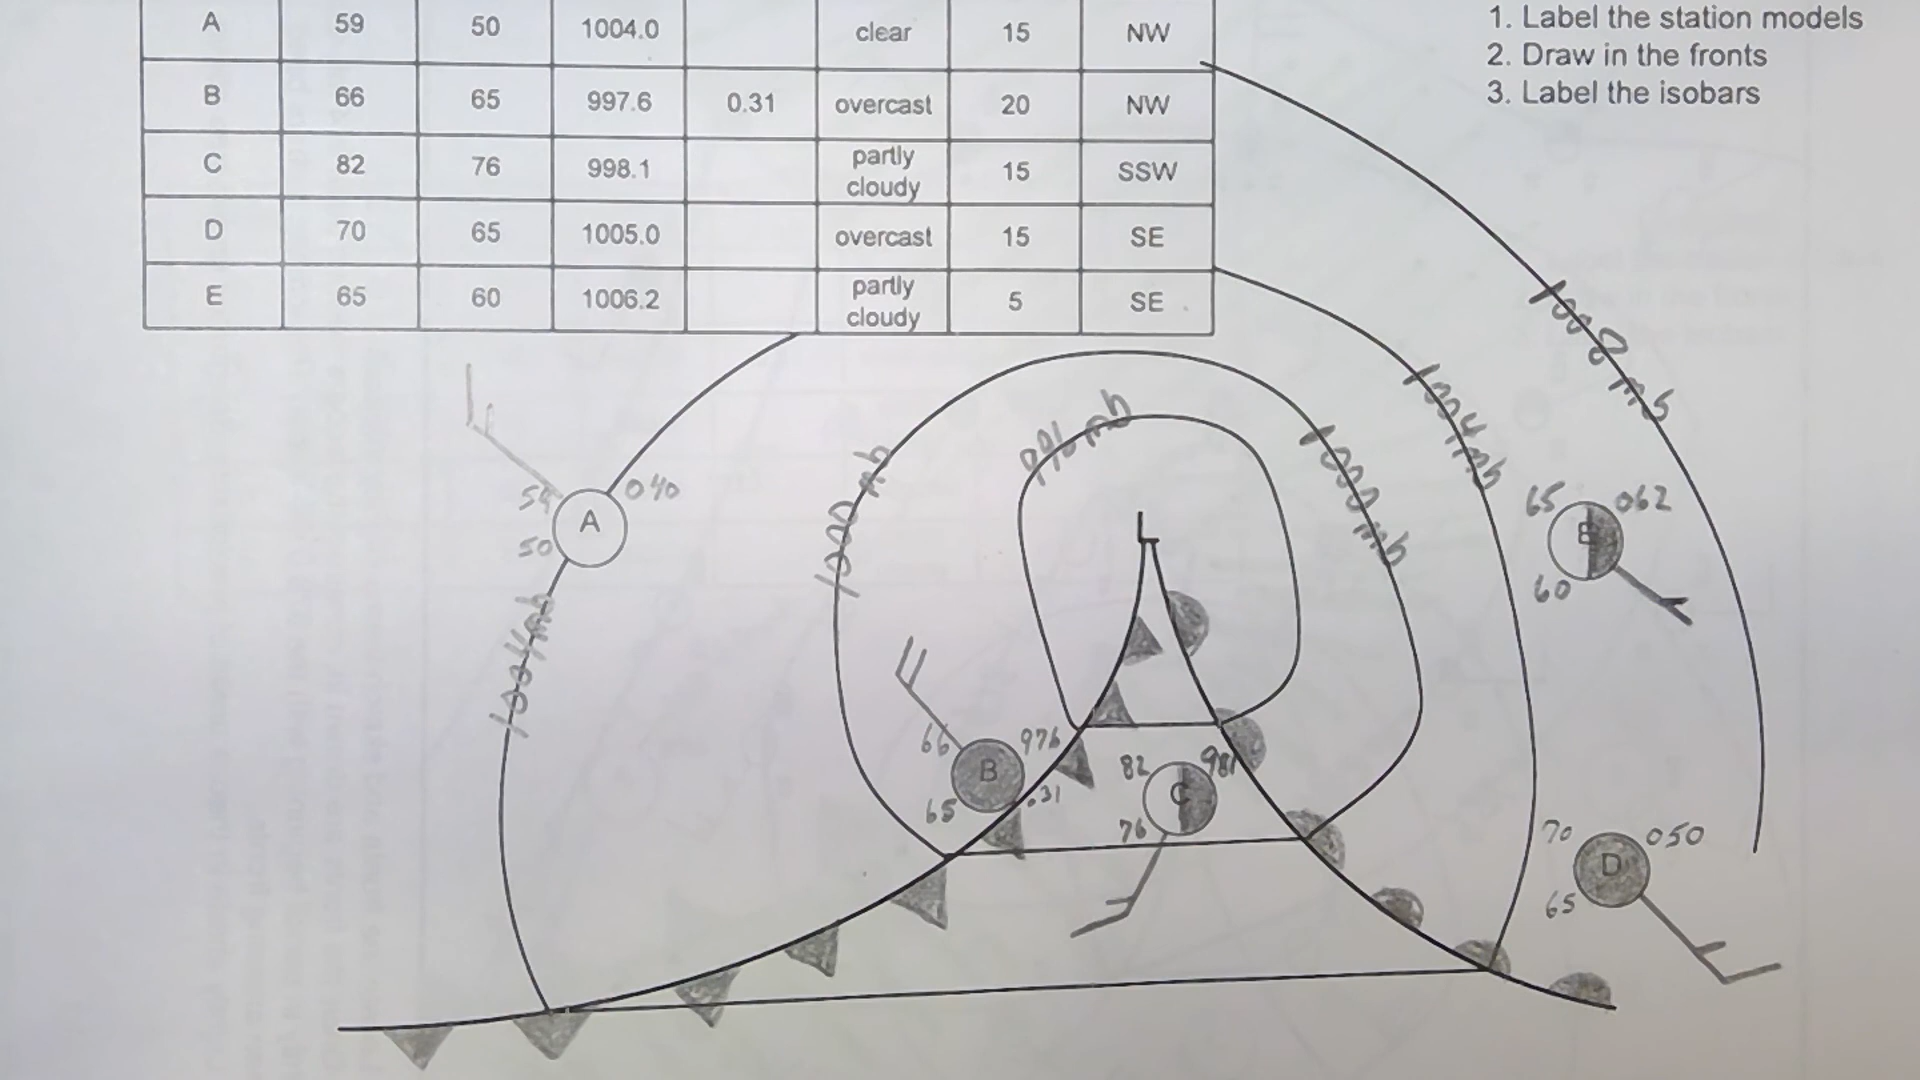 A 59 50 1004.0 clear 15 NW
B 66 65 997.6 0.31 overcast 20 NW
C 82 76 998.1 partly cloudy 15 SSW
D 70 65 1005.0 overcast 15 SE
E 65 60 1006.2 partly cloudy 5 SE
1. Label the station models
2. Draw in the fronts
3. Label the isobars
1008 mb
1004 mb
1000 mb
996 mb
1000 mb
1004 mb
59 040
A
50
65 062
E
60
L
66 976
B
65 .31
82 981
C
76
70 050
D
65